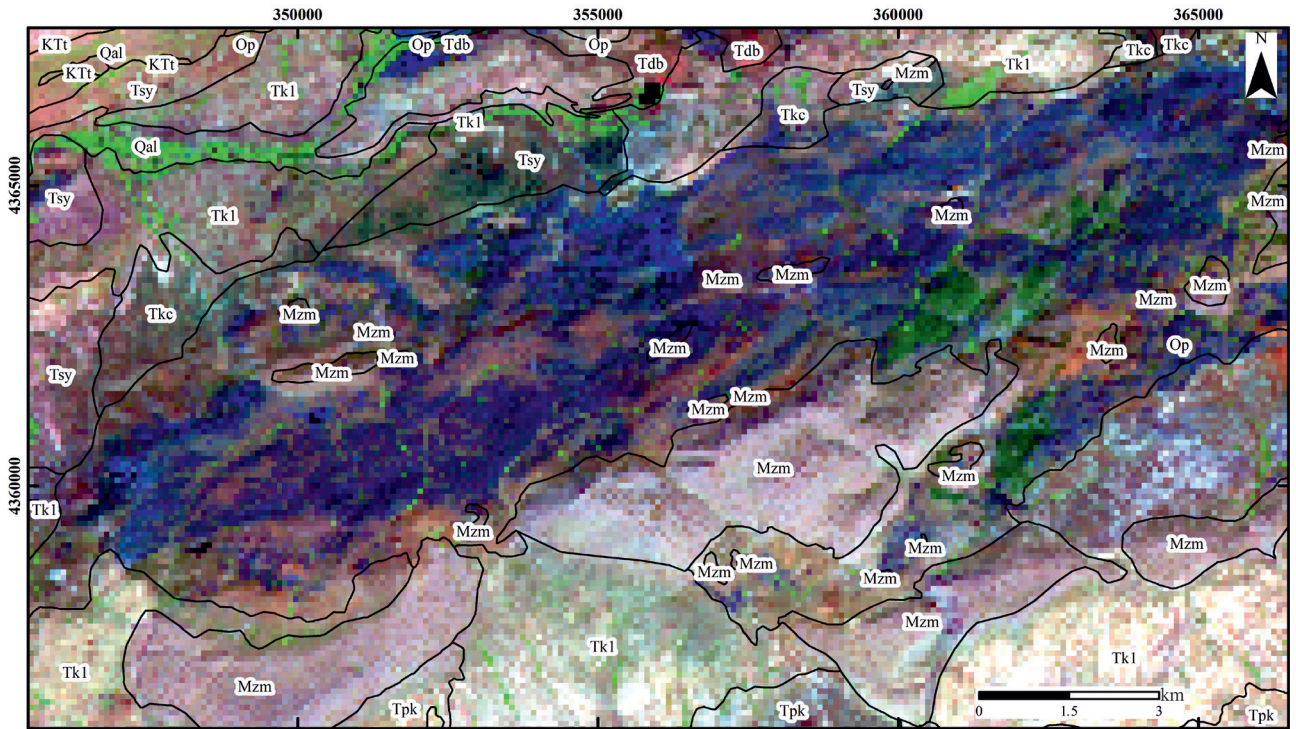 350000 355000 360000 365000
KTt Qal Op Op Tdb Op Tdb Tdb Tk1 Tkc Tkc N
KTt KTt Tsy Tk1 Tsy Mzm
Tk1 Tkc
Qal Tsy Mzm
4365000
Tsy Tk1 Mzm Mzm
Mzm Mzm Mzm Mzm
Tkc Mzm
Mzm Mzm Mzm Op
Tsy Mzm Mzm
Mzm Mzm
Mzm Mzm
4360000
Tk1 Mzm
Mzm Mzm
Mzm Mzm Mzm
Mzm
Tk1 Tk1 Tk1
Mzm
Tpk Tpk Tpk
km
0 1.5 3